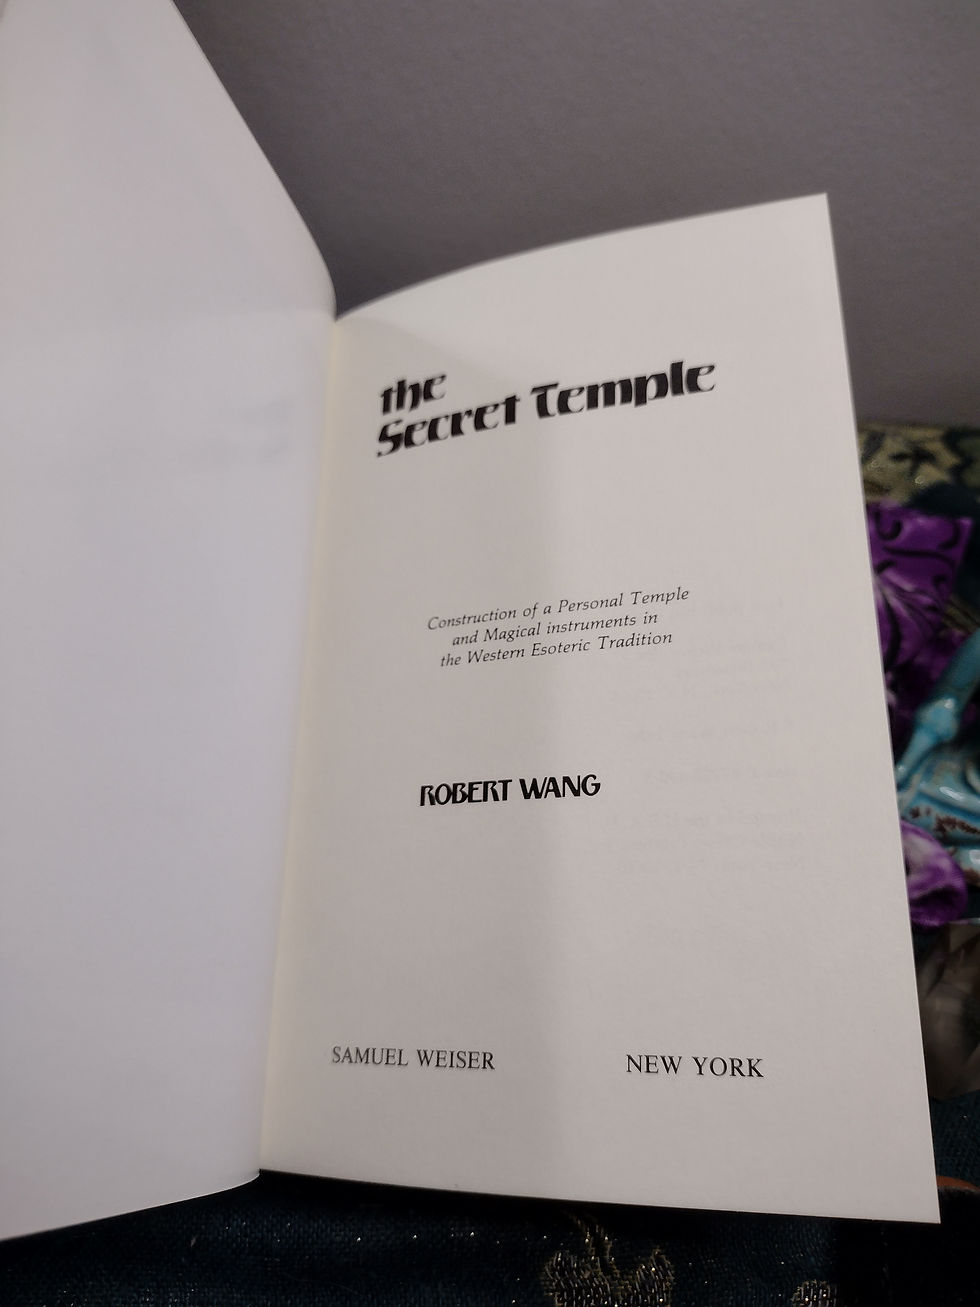 the
Secret Temple
Construction of a Personal Temple
and Magical instruments in
the Western Esoteric Tradition
ROBERT WANG
SAMUEL WEISER
NEW YORK